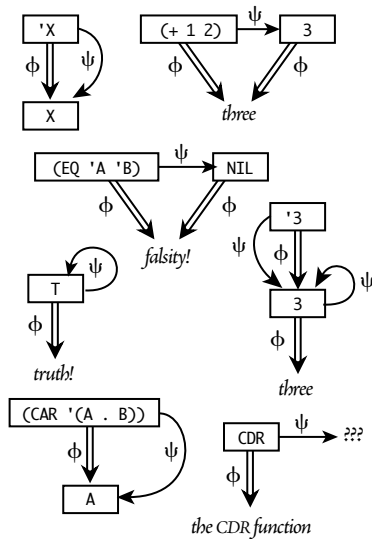 'X
ϕ
ψ
X
(+ 1 2)
ψ
3
ϕ
ϕ
three
(EQ 'A 'B)
ψ
NIL
ϕ
ϕ
falsity!
T
ψ
ϕ
truth!
'3
ψ
ϕ
3
ψ
ϕ
three
(CAR '(A . B))
ϕ
ψ
A
CDR
ψ
???
ϕ
the CDR function